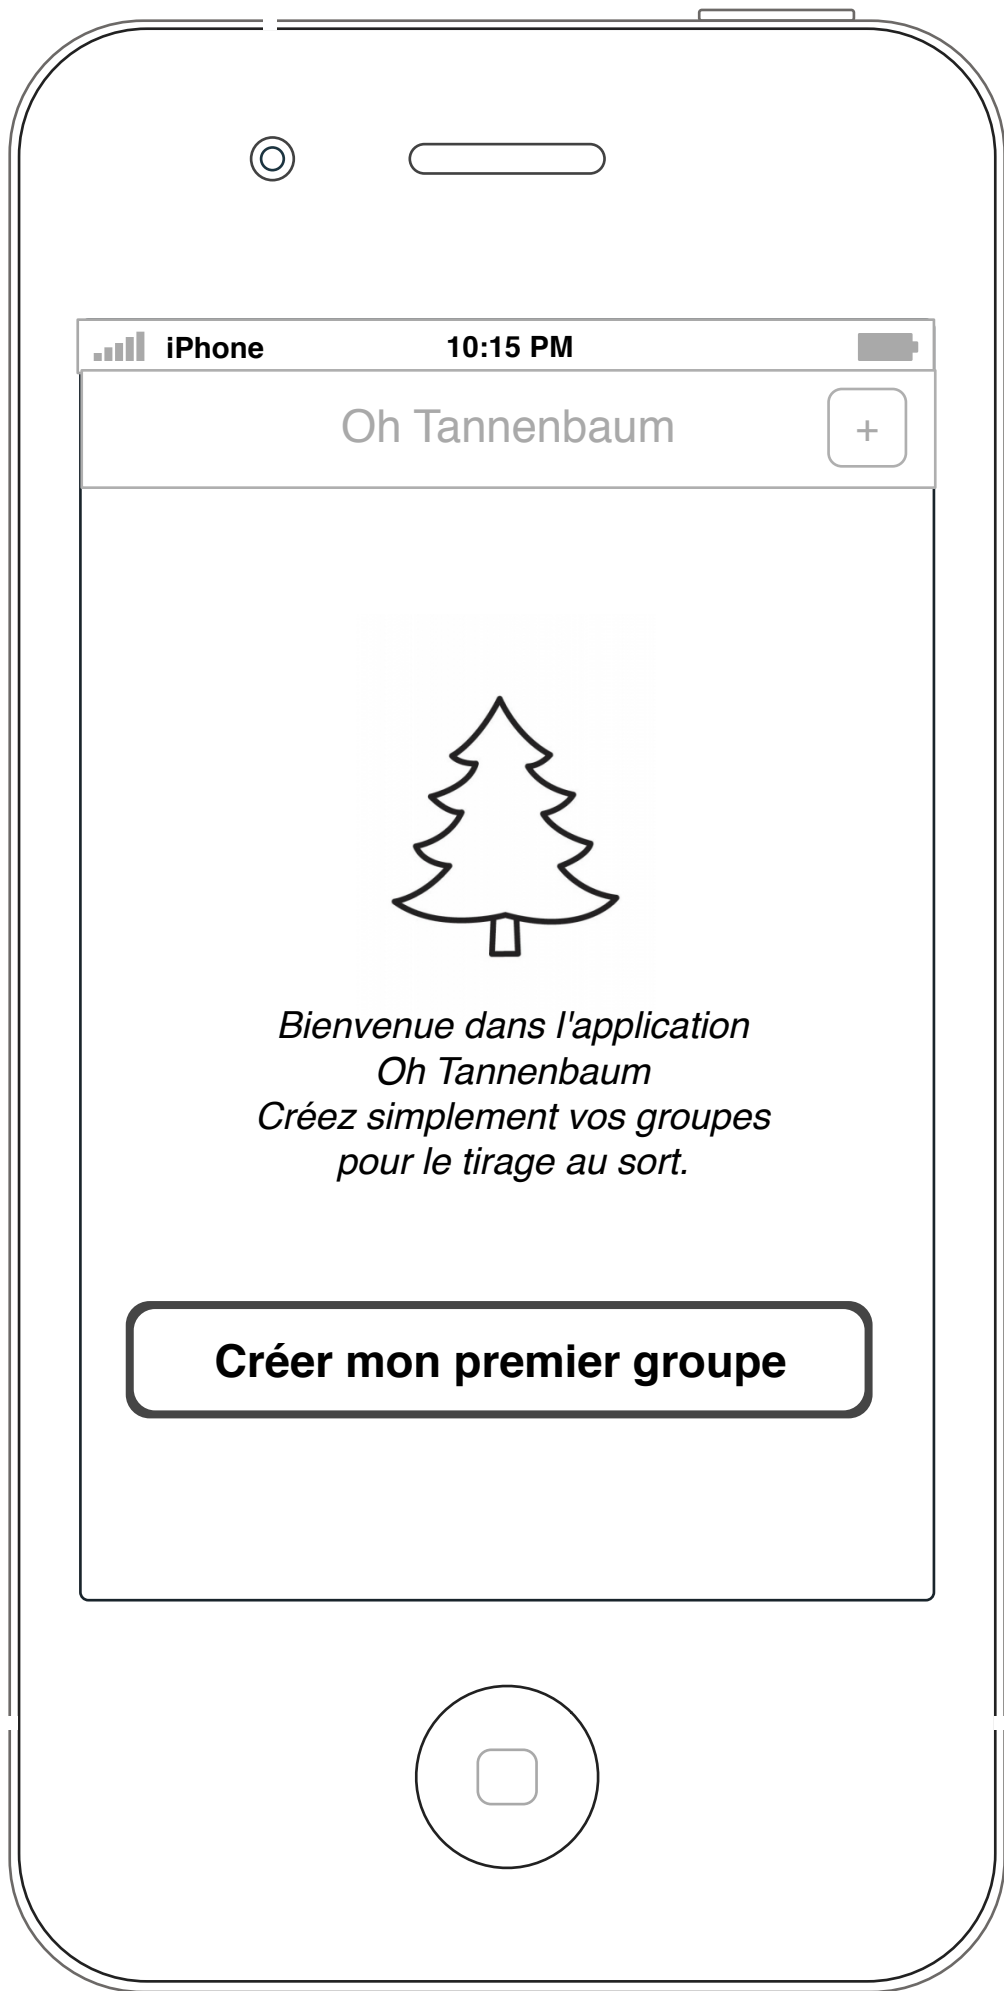 iPhone 10:15 PM
Oh Tannenbaum +
Bienvenue dans l'application
Oh Tannenbaum
Créez simplement vos groupes
pour le tirage au sort.
Créer mon premier groupe